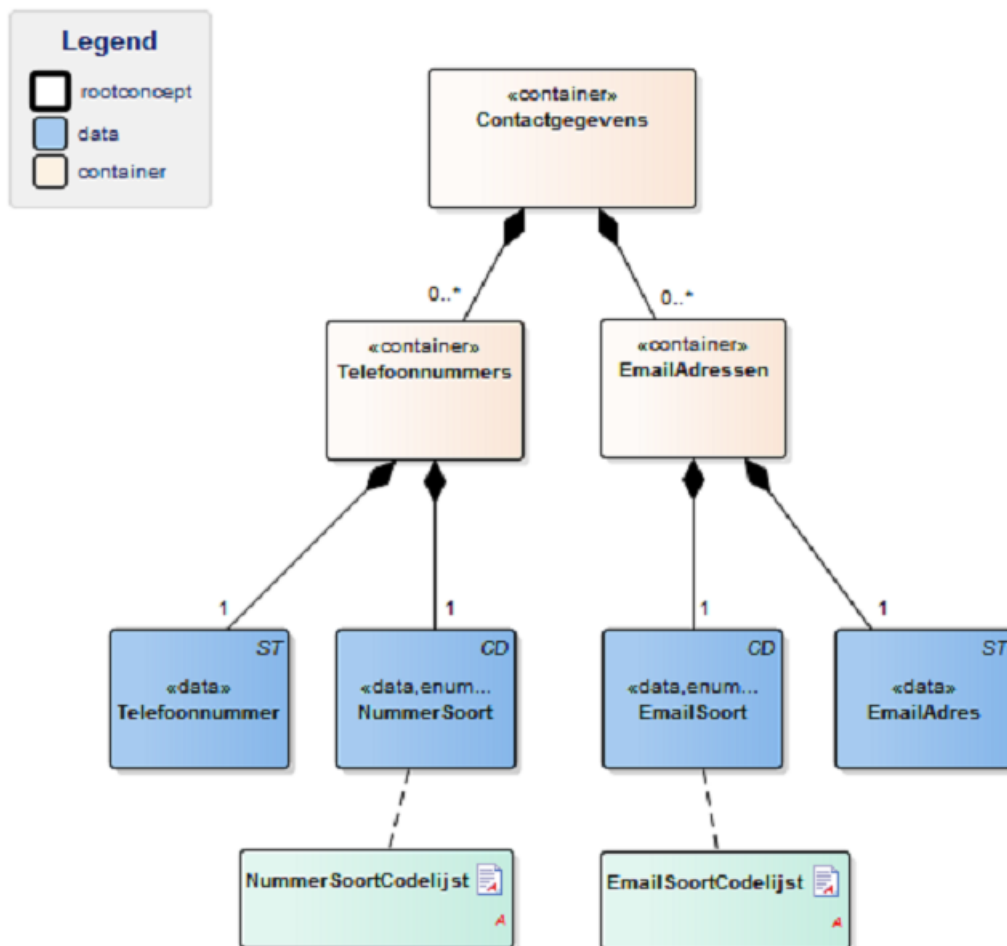 Legend
rootconcept
data
container
«container»
Contactgegevens
0..*
0..*
«container»
Telefoonnummers
«container»
EmailAdressen
1
1
1
1
ST
«data»
Telefoonnummer
CD
«data,enum...
NummerSoort
CD
«data,enum...
EmailSoort
ST
«data»
EmailAdres
NummerSoortCodelijst
A
EmailSoortCodelijst
A